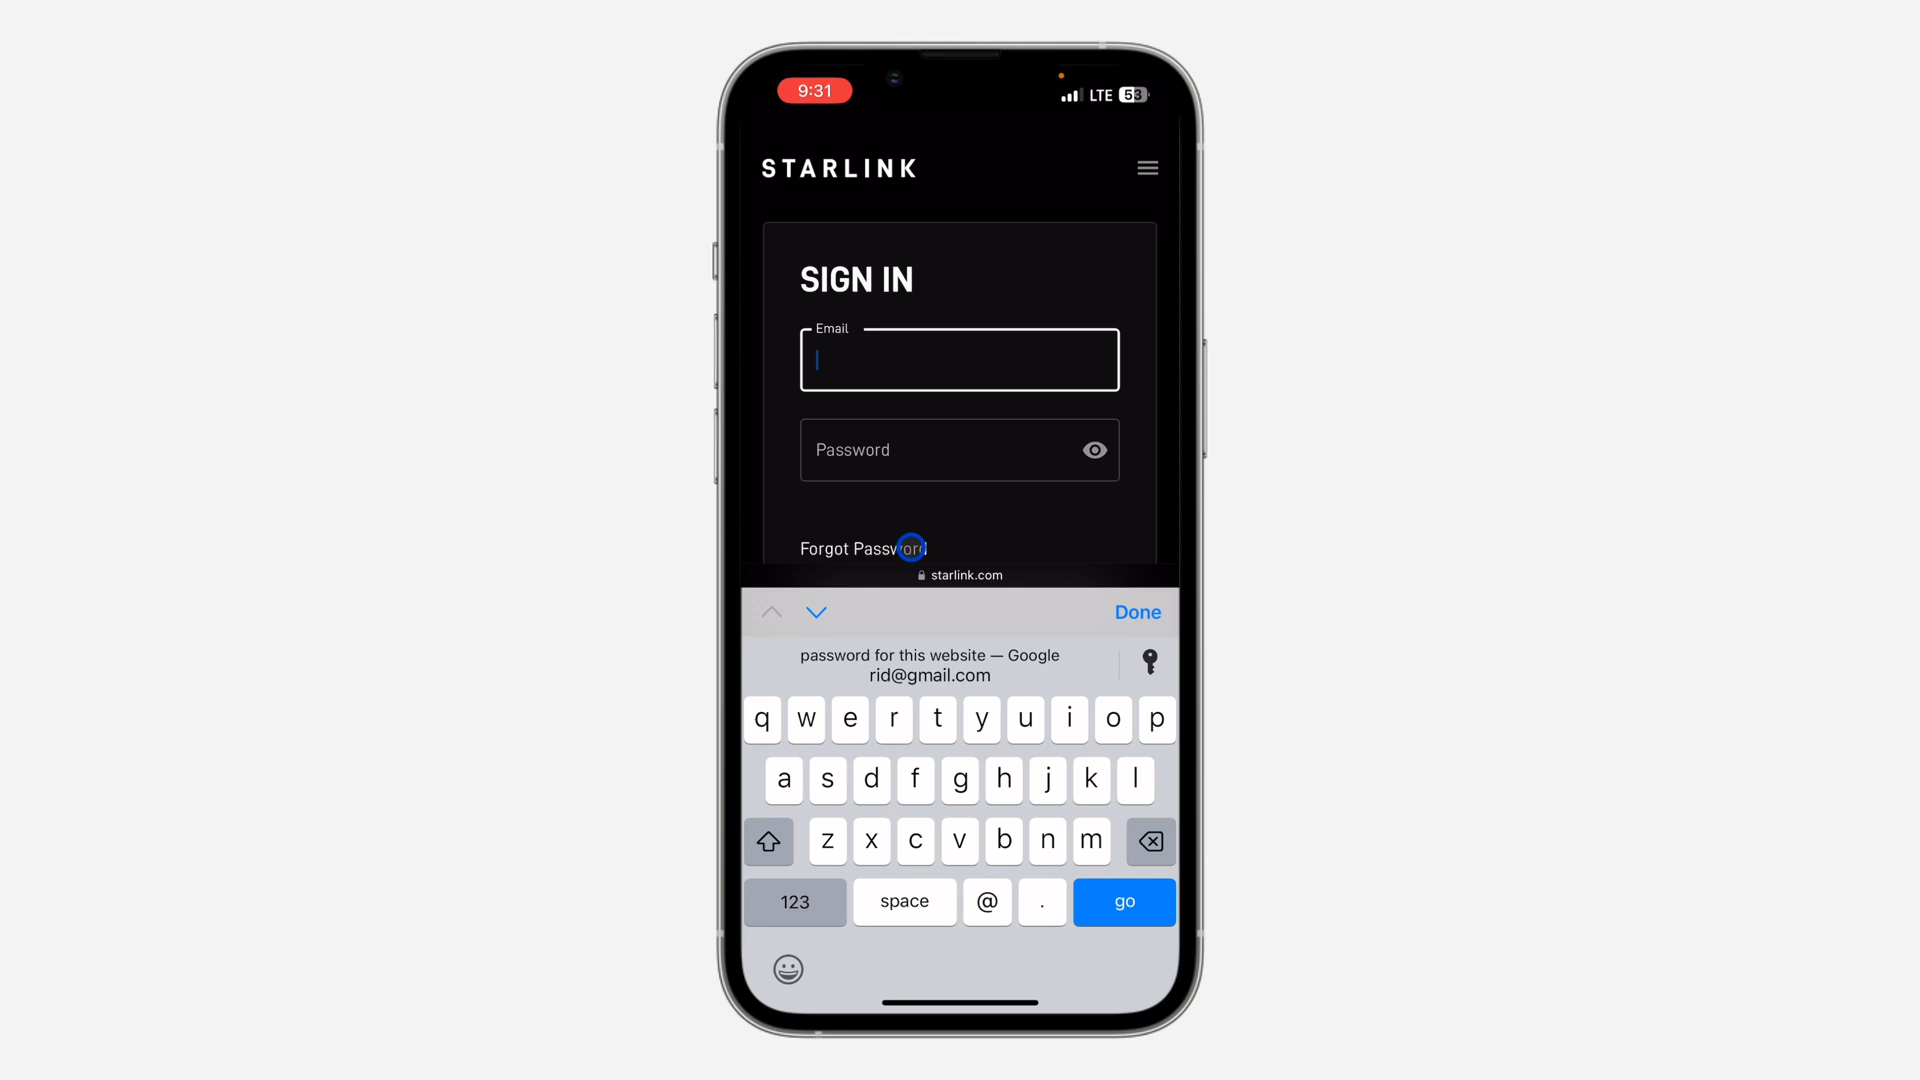 9:31
LTE 53
STARLINK
SIGN IN
Email
Password
Forgot Password
starlink.com
Done
password for this website — Google
rid@gmail.com
q w e r t y u i o p
a s d f g h j k l
z x c v b n m
123 space @ . go